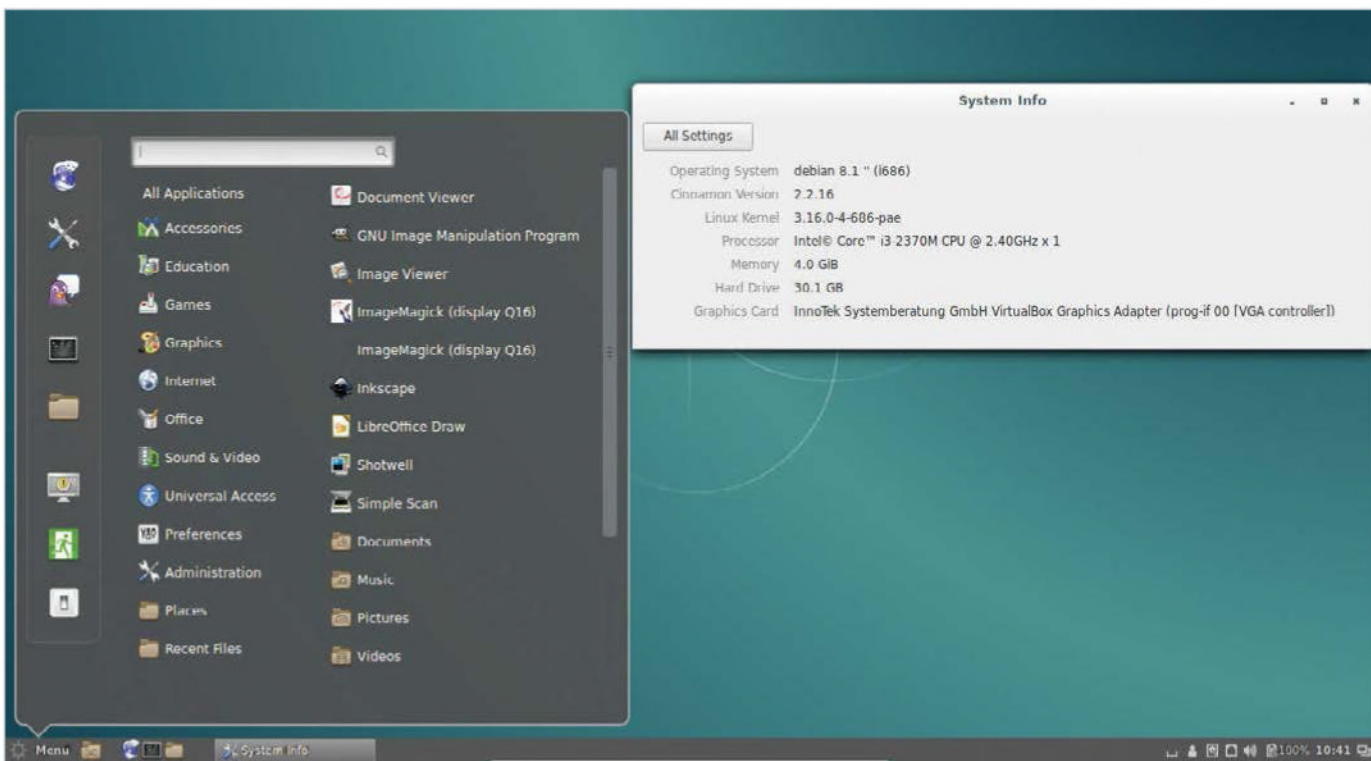 System Info
All Settings
Operating System debian 8.1 " (i686)
Cinnamon Version 2.2.16
Linux Kernel 3.16.0-4-686-pae
Processor Intel© Core™ i3-2370M CPU @ 2.40GHz x 1
Memory 4.0 GiB
Hard Drive 30.1 GB
Graphics Card InnoTek Systemberatung GmbH VirtualBox Graphics Adapter (prog-if 00 [VGA controller])
All Applications
Accessories
Education
Games
Graphics
Internet
Office
Sound & Video
Universal Access
Preferences
Administration
Places
Recent Files
Document Viewer
GNU Image Manipulation Program
Image Viewer
ImageMagick (display Q16)
ImageMagick (display Q16)
Inkscape
LibreOffice Draw
Shotwell
Simple Scan
Documents
Music
Pictures
Videos
Menu
System Info
100% 10:41